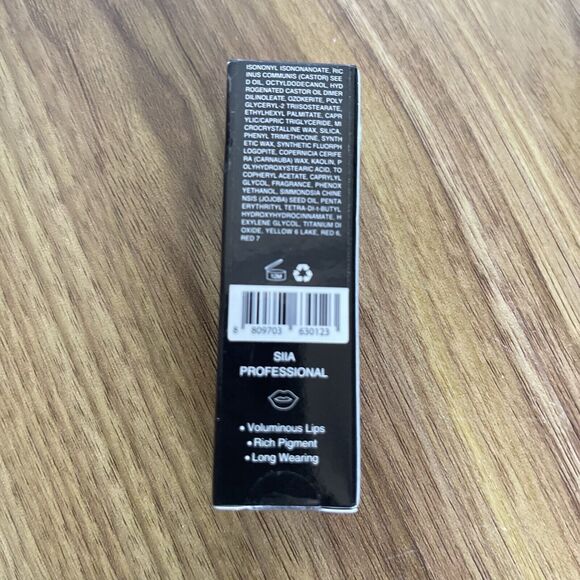 ISONONYL ISONONANOATE, RIC
INUS COMMUNIS (CASTOR) SEE
D OIL, OCTYLDODECANOL, HYD
ROGENATED CASTOR OIL DIMER
DILINOLEATE, OZOKERITE, POLY
GLYCERYL-2 TRIISOSTEARATE,
ETHYLHEXYL PALMITATE, CAPR
YLIC/CAPRIC TRIGLYCERIDE, MI
CROCRYSTALLINE WAX, SILICA,
PHENYL TRIMETHICONE, SYNTH
ETIC WAX, SYNTHETIC FLUORPH
LOGOPITE, COPERNICIA CERIFE
RA (CARNAUBA) WAX, KAOLIN, P
OLYHYDROXYSTEARIC ACID, TO
COPHERYL ACETATE, CAPRYLYL
GLYCOL, FRAGRANCE, PHENOX
YETHANOL, SIMMONDSIA CHINE
NSIS (JOJOBA) SEED OIL, PENTA
ERYTHRITYL TETRA-DI-t-BUTYL
HYDROXYHYDROCINNAMATE, H
EXYLENE GLYCOL, TITANIUM DI
OXIDE, YELLOW 6 LAKE, RED 6,
RED 7
12M
8 809703 630123
SIIA
PROFESSIONAL
• Voluminous Lips
• Rich Pigment
• Long Wearing